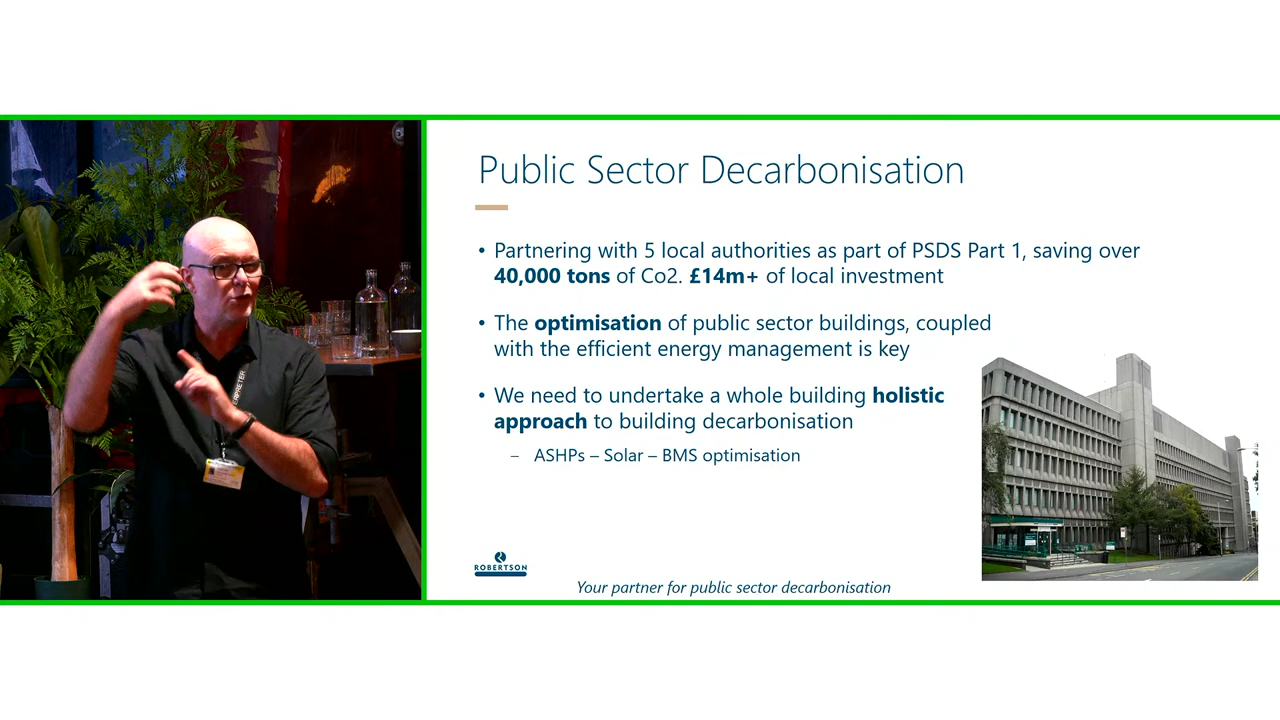 Public Sector Decarbonisation
• Partnering with 5 local authorities as part of PSDS Part 1, saving over
40,000 tons of Co2. £14m+ of local investment
• The optimisation of public sector buildings, coupled
with the efficient energy management is key
• We need to undertake a whole building holistic
approach to building decarbonisation
– ASHPs – Solar – BMS optimisation
ROBERTSON
Your partner for public sector decarbonisation